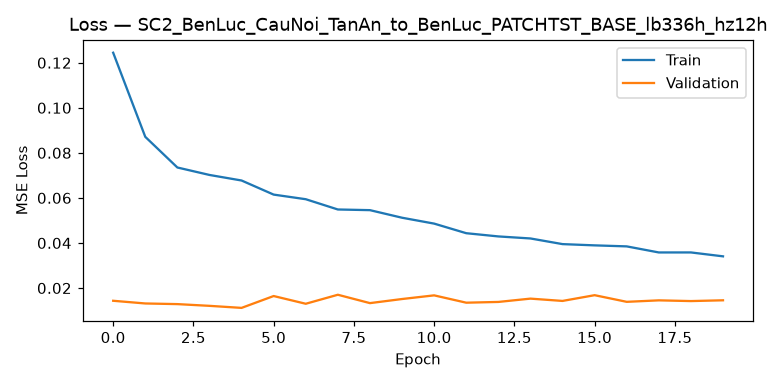 Loss — SC2_BenLuc_CauNoi_TanAn_to_BenLuc_PATCHTST_BASE_lb336h_hz12h
Train
Validation
MSE Loss
0.12
0.10
0.08
0.06
0.04
0.02
0.0 2.5 5.0 7.5 10.0 12.5 15.0 17.5
Epoch